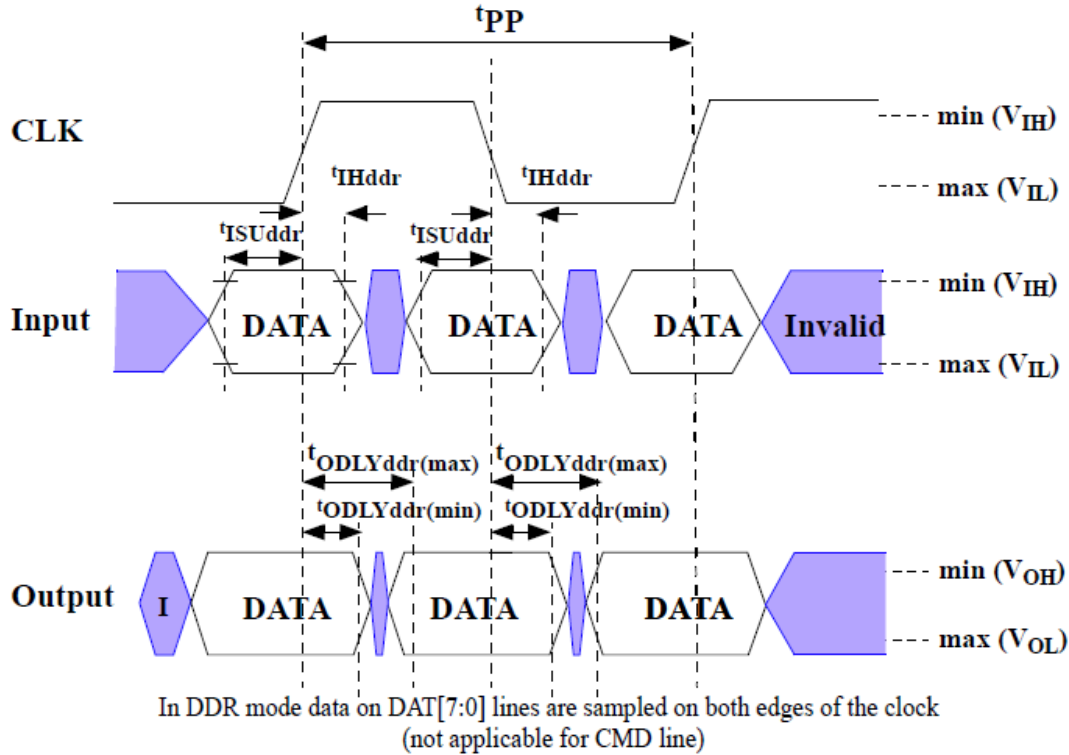 tPP
CLK
min (VIH)
max (VIL)
tIHddr
tIHddr
tISUddr
tISUddr
Input
DATA
DATA
DATA
Invalid
min (VIH)
max (VIL)
tODLYddr(max)
tODLYddr(max)
tODLYddr(min)
tODLYddr(min)
Output
I
DATA
DATA
DATA
min (VOH)
max (VOL)
In DDR mode data on DAT[7:0] lines are sampled on both edges of the clock
(not applicable for CMD line)